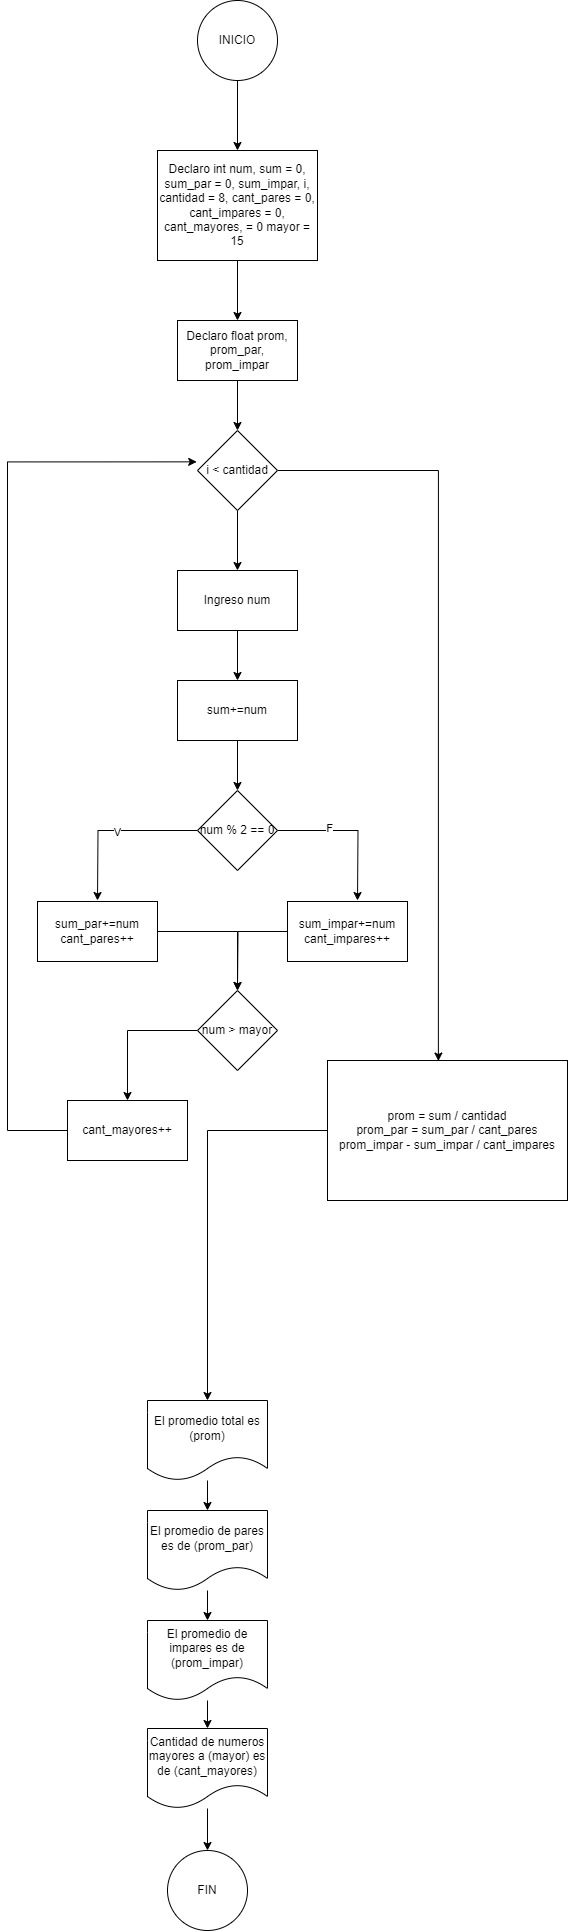 INICIO
Declaro int num, sum = 0,
sum_par = 0, sum_impar, i,
cantidad = 8, cant_pares = 0,
cant_impares = 0,
cant_mayores, = 0 mayor =
15
Declaro float prom,
prom_par,
prom_impar
i < cantidad
Ingreso num
sum+=num
num % 2 == 0
V
F
sum_par+=num
cant_pares++
sum_impar+=num
cant_impares++
num > mayor
cant_mayores++
prom = sum / cantidad
prom_par = sum_par / cant_pares
prom_impar - sum_impar / cant_impares
El promedio total es
(prom)
El promedio de pares
es de (prom_par)
El promedio de
impares es de
(prom_impar)
Cantidad de numeros
mayores a (mayor) es
de (cant_mayores)
FIN